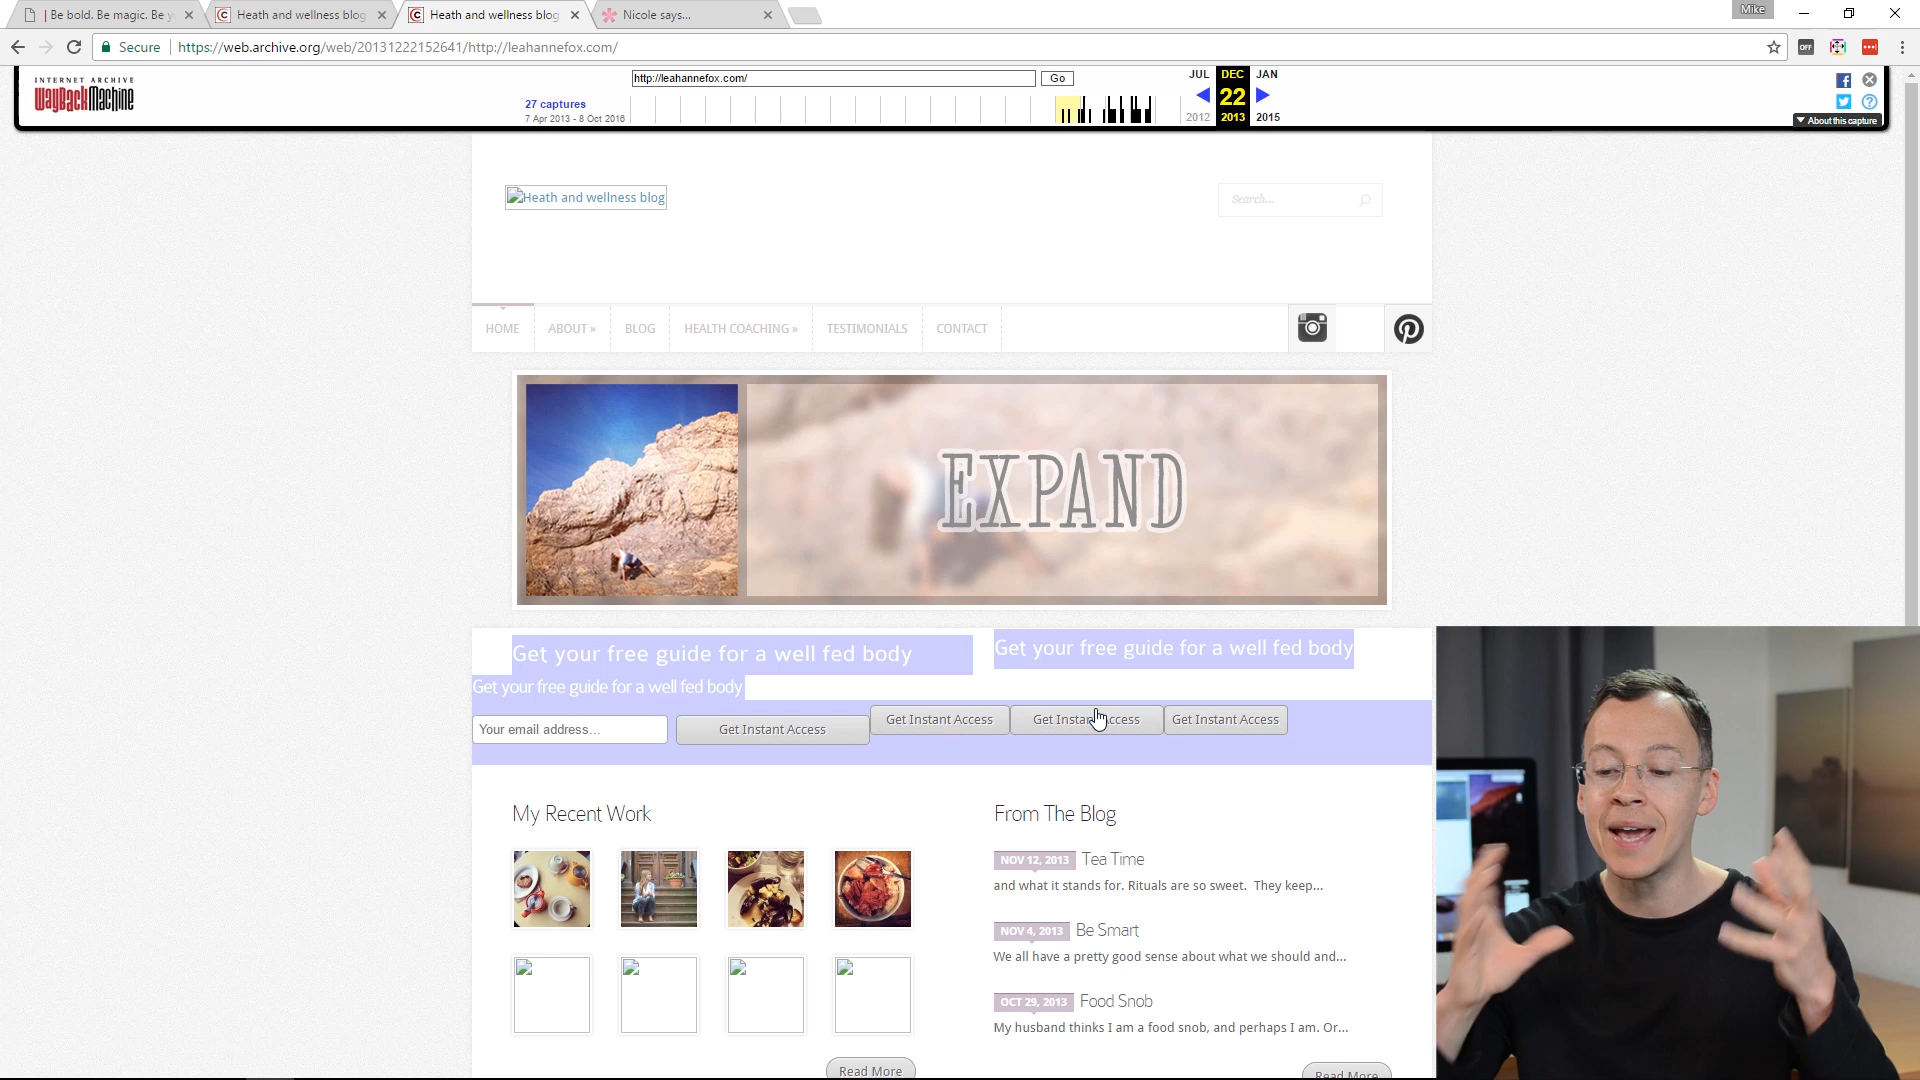 | Be bold. Be magic. Be y
Heath and wellness blog
Heath and wellness blog
Nicole says...
Mike
Secure
https://web.archive.org/web/20131222152641/http://leahannefox.com/
OFF
INTERNET ARCHIVE
WayBackMachine
http://leahannefox.com/
Go
27 captures
7 Apr 2013 - 8 Oct 2016
JUL
DEC
JAN
22
2012
2013
2015
About this capture
Heath and wellness blog
Search...
HOME
ABOUT »
BLOG
HEALTH COACHING »
TESTIMONIALS
CONTACT
EXPAND
Get your free guide for a well fed body
Get your free guide for a well fed body
Get your free guide for a well fed body
Your email address...
Get Instant Access
Get Instant Access
Get Instant Access
Get Instant Access
My Recent Work
From The Blog
NOV 12, 2013 Tea Time
and what it stands for. Rituals are so sweet. They keep...
NOV 4, 2013 Be Smart
We all have a pretty good sense about what we should and...
OCT 29, 2013 Food Snob
My husband thinks I am a food snob, and perhaps I am. Or...
Read More
Read More